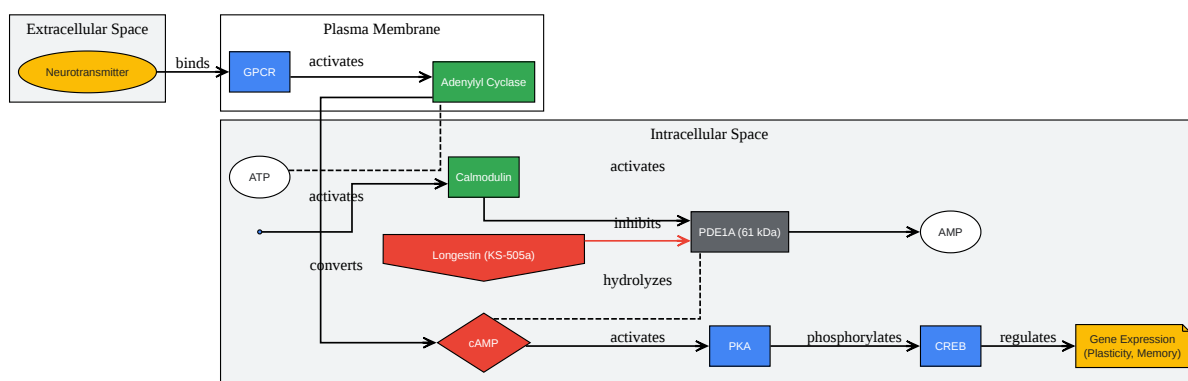 Extracellular Space
Plasma Membrane
Neurotransmitter
binds
GPCR
activates
Adenylyl Cyclase
Intracellular Space
ATP
activates
Calmodulin
activates
inhibits
PDE1A (61 kDa)
AMP
Longestin (KS-505a)
converts
hydrolyzes
cAMP
activates
PKA
phosphorylates
CREB
regulates
Gene Expression
(Plasticity, Memory)